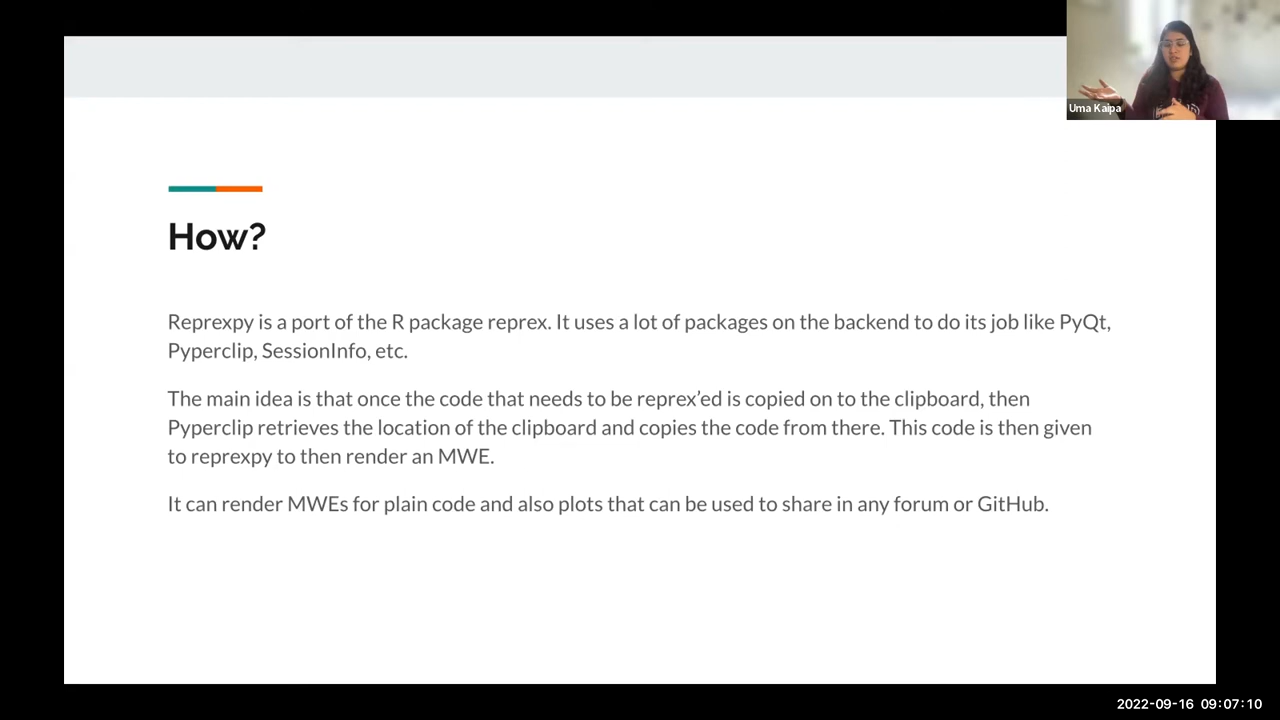 Uma Kaipa
How?
Reprexpy is a port of the R package reprex. It uses a lot of packages on the backend to do its job like PyQt,
Pyperclip, SessionInfo, etc.
The main idea is that once the code that needs to be reprex’ed is copied on to the clipboard, then
Pyperclip retrieves the location of the clipboard and copies the code from there. This code is then given
to reprexpy to then render an MWE.
It can render MWEs for plain code and also plots that can be used to share in any forum or GitHub.
2022-09-16 09:07:10